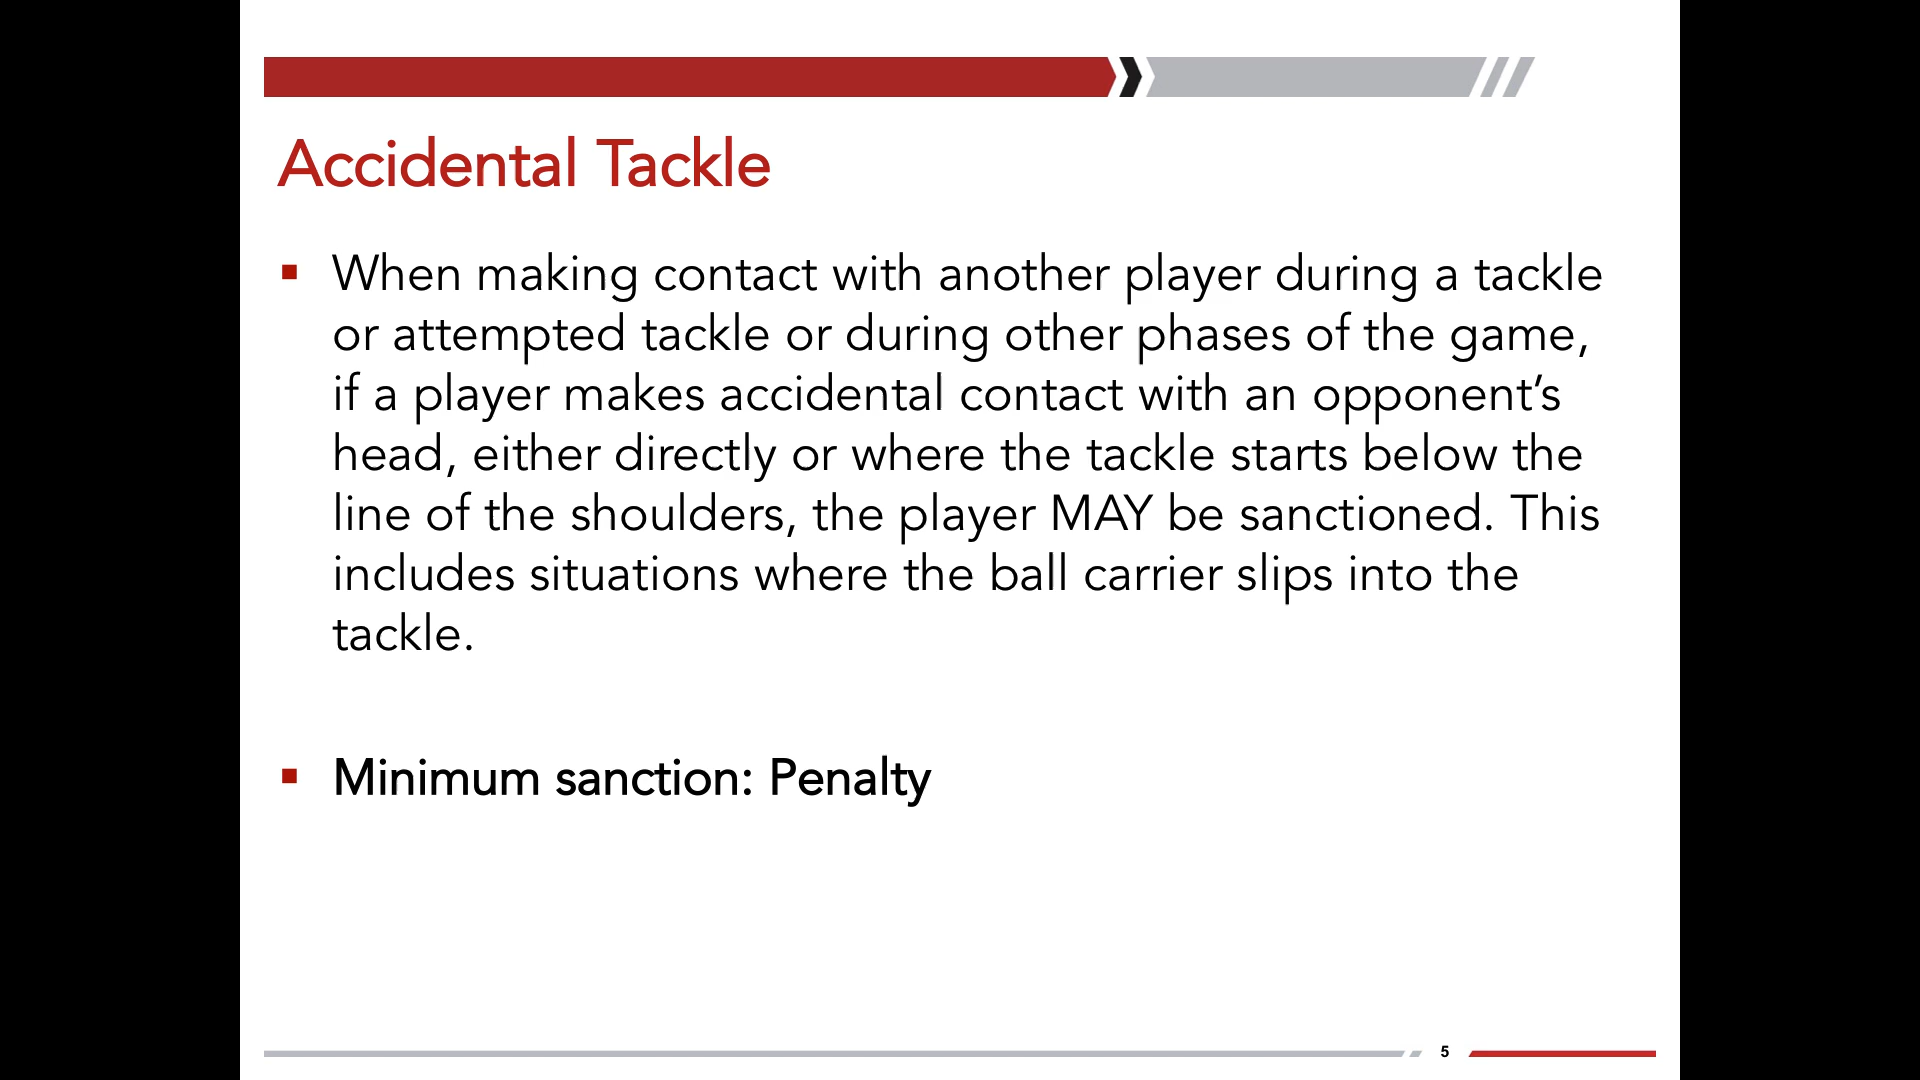 Accidental Tackle
When making contact with another player during a tackle
or attempted tackle or during other phases of the game,
if a player makes accidental contact with an opponent’s
head, either directly or where the tackle starts below the
line of the shoulders, the player MAY be sanctioned. This
includes situations where the ball carrier slips into the
tackle.
Minimum sanction: Penalty
5